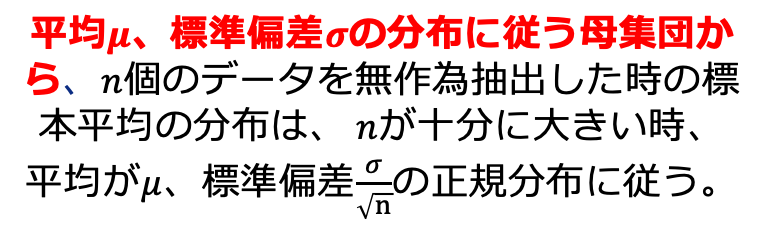 平均μ、標準偏差σの分布に従う母集団か
ら、n個のデータを無作為抽出した時の標
本平均の分布は、 nが十分に大きい時、
平均がμ、標準偏差σ/√nの正規分布に従う。